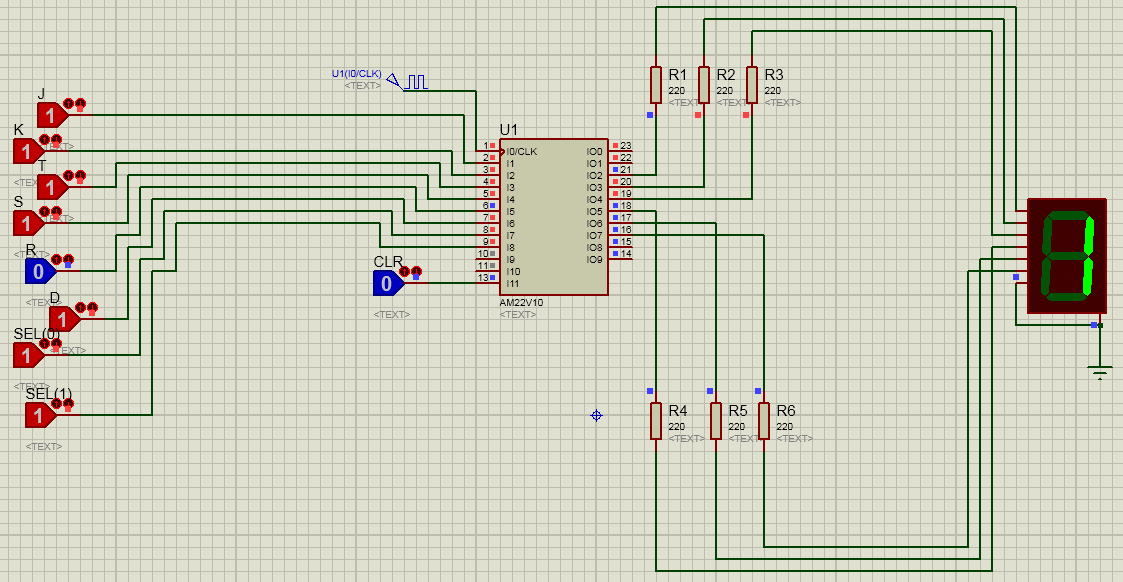 U1(I0/CLK)
<TEXT>
J
1
K
1
<TEXT>
T
1
<TEXT>
S
1
<TEXT>
R
0
<TEXT>
D
1
<TEXT>
SEL(0)
1
<TEXT>
SEL(1)
1
<TEXT>
CLR
0
<TEXT>
U1
1 I0/CLK IO0 23
2 I1 IO1 22
3 I2 IO2 21
4 I3 IO3 20
5 I4 IO4 19
6 I5 IO5 18
7 I6 IO6 17
8 I7 IO7 16
9 I8 IO8 15
10 I9 IO9 14
11 I10
13 I11
AM22V10
<TEXT>
R1 R2 R3
220 220 220
<TEXT> <TEXT> <TEXT>
R4 R5 R6
220 220 220
<TEXT> <TEXT> <TEXT>
1